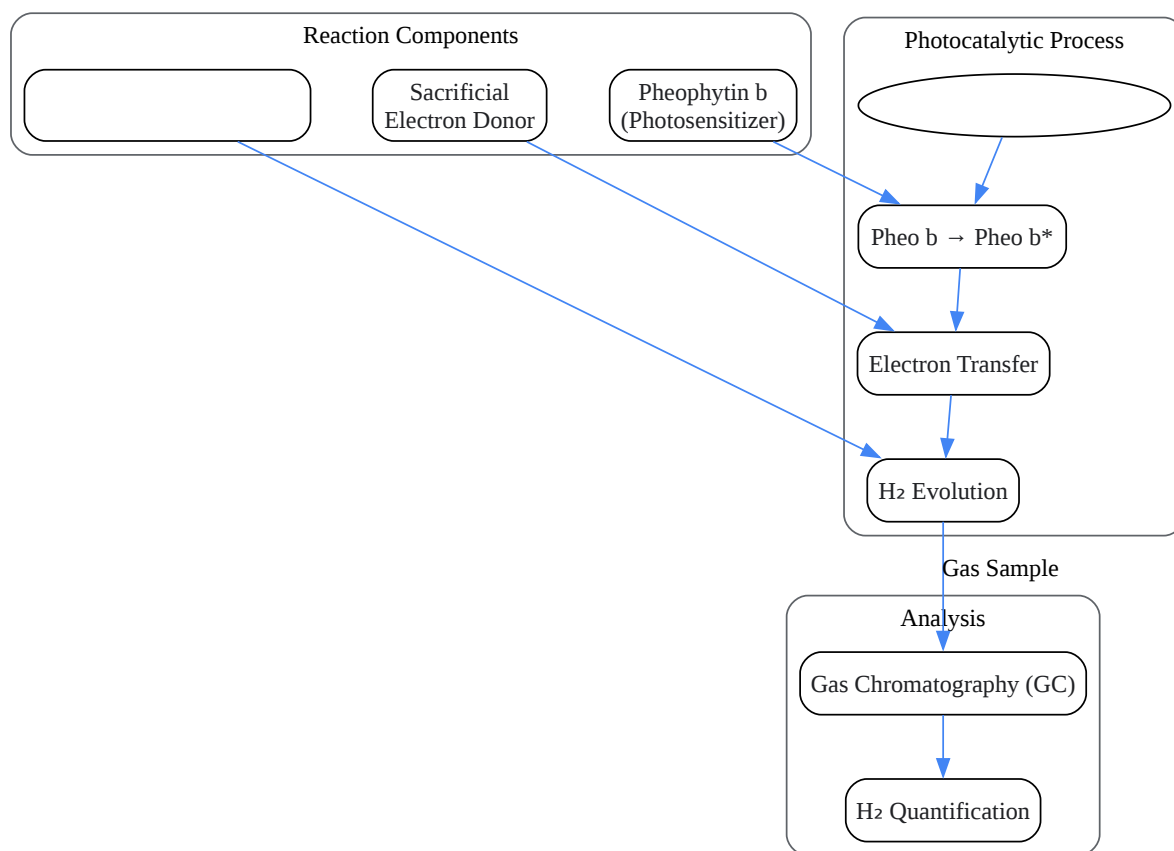 Reaction Components
Sacrificial
Electron Donor
Pheophytin b
(Photosensitizer)
Photocatalytic Process
Pheo b → Pheo b*
Electron Transfer
H₂ Evolution
Gas Sample
Analysis
Gas Chromatography (GC)
H₂ Quantification